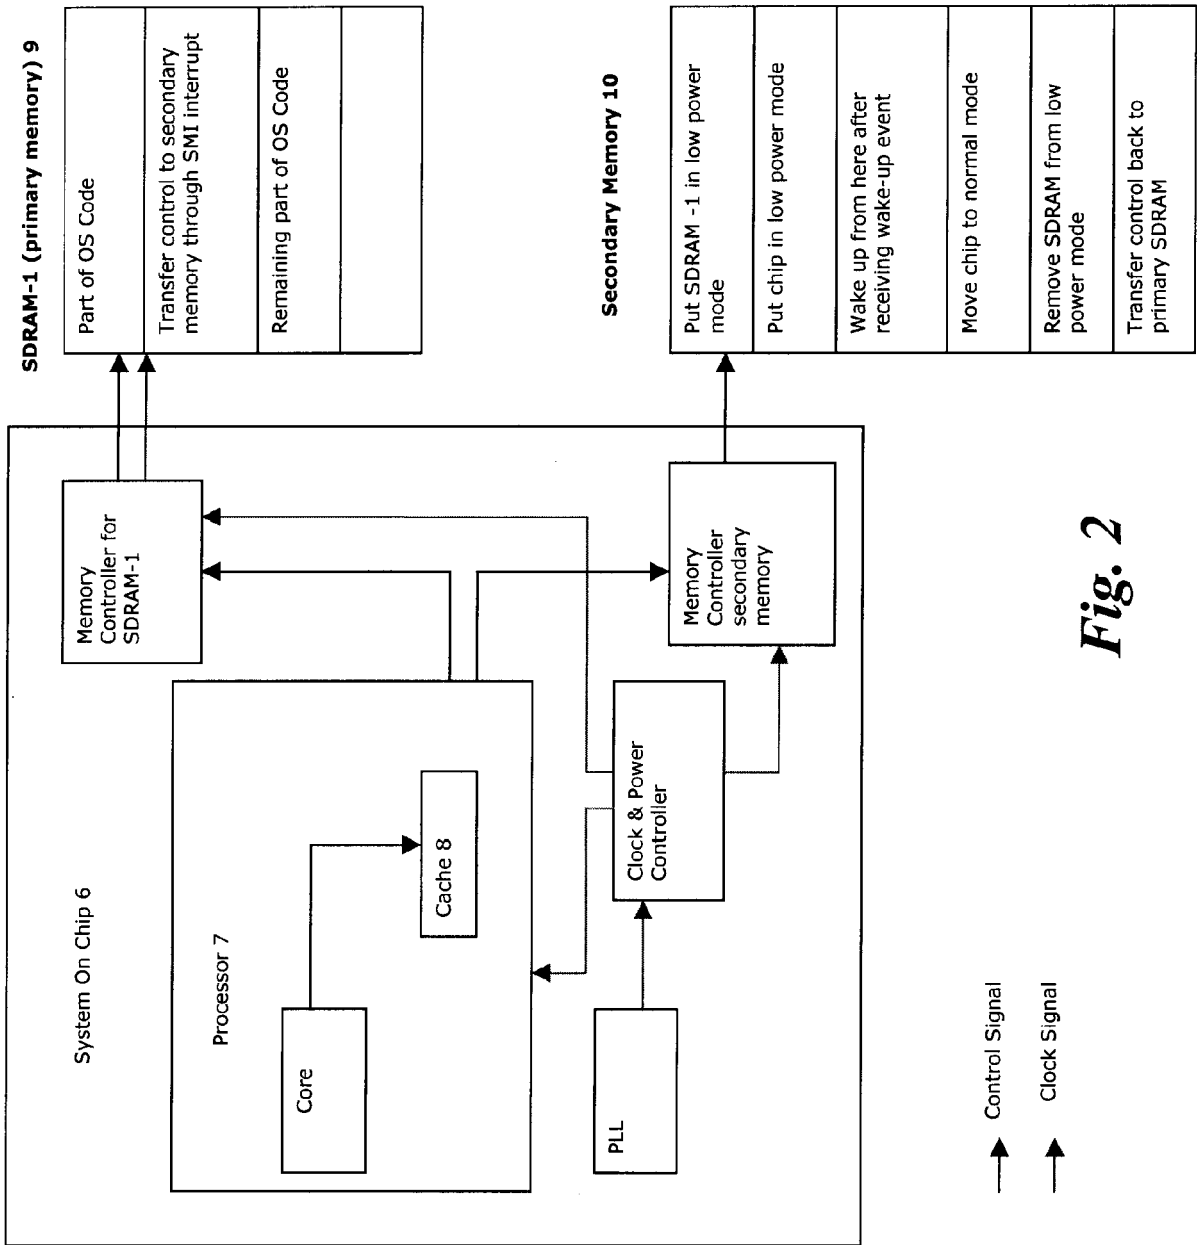 System On Chip 6
Processor 7
Core
Cache 8
PLL
Clock & Power
Controller
Memory
Controller for
SDRAM-1
Memory
Controller
secondary
memory
SDRAM-1 (primary memory) 9
Part of OS Code
Transfer control to secondary
memory through SMI interrupt
Remaining part of OS Code
Secondary Memory 10
Put SDRAM -1 in low power
mode
Put chip in low power mode
Wake up from here after
receiving wake-up event
Move chip to normal mode
Remove SDRAM from low
power mode
Transfer control back to
primary SDRAM
Control Signal
Clock Signal
Fig. 2